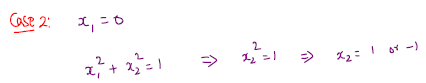 Case 2: x₁ = 0
x₁² + x₂² = 1 ⇒ x₂² = 1 ⇒ x₂ = 1 or -1